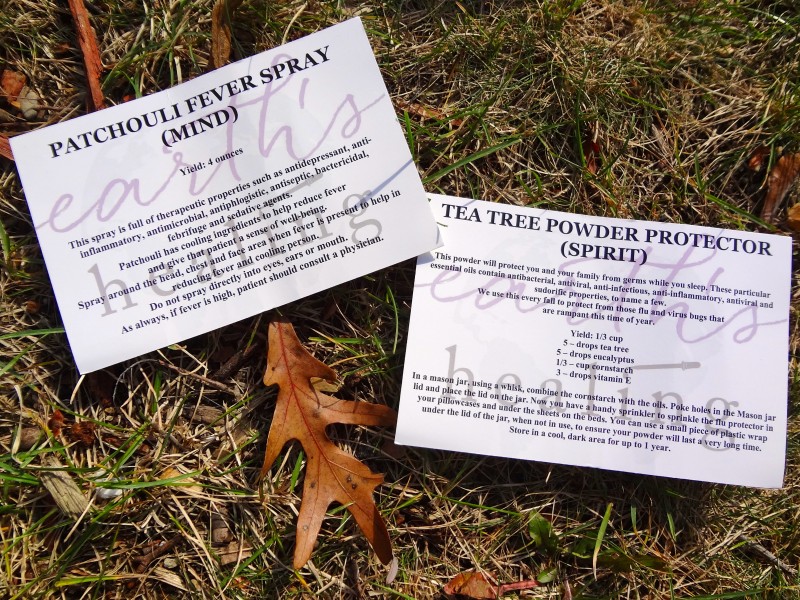 PATCHOULI FEVER SPRAY
(MIND)
Yield: 4 ounces
This spray is full of therapeutic properties such as antidepressant, anti-
inflammatory, antimicrobial, antiphlogistic, antiseptic, bactericidal,
febrifuge and sedative agents.
Patchouli has cooling ingredients to help reduce fever
and give that patient a sense of well-being.
Spray around the head, chest and face area when fever is present to help in
reducing fever and cooling person.
Do not spray directly into eyes, ears or mouth.
As always, if fever is high, patient should consult a physician.
earth's
healing
TEA TREE POWDER PROTECTOR
(SPIRIT)
This powder will protect you and your family from germs while you sleep. These particular
essential oils contain antibacterial, antiviral, anti-infectious, anti-inflammatory, antiviral and
sudorific properties, to name a few.
We use this every fall to protect from those flu and virus bugs that
are rampant this time of year.
Yield: 1/3 cup
5 – drops tea tree
5 – drops eucalyptus
1/3 – cup cornstarch
3 – drops vitamin E
In a mason jar, using a whisk, combine the cornstarch with the oils. Poke holes in the Mason jar
lid and place the lid on the jar. Now you have a handy sprinkler to sprinkle the flu protector in
your pillowcases and under the sheets on the beds. You can use a small piece of plastic wrap
under the lid of the jar, when not in use, to ensure your powder will last a very long time.
Store in a cool, dark area for up to 1 year.
earth's
healing